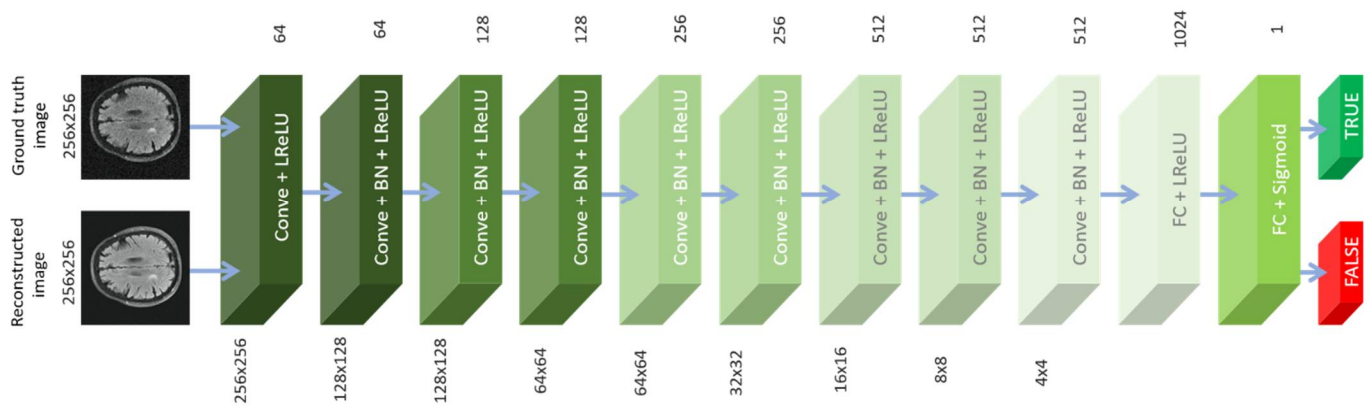 Ground truth
image
256x256
Reconstructed
image
256x256
64
64
128
128
256
256
512
512
512
1024
1
Conve + LReLU
Conve + BN + LReLU
Conve + BN + LReLU
Conve + BN + LReLU
Conve + BN + LReLU
Conve + BN + LReLU
Conve + BN + LReLU
Conve + BN + LReLU
Conve + BN + LReLU
FC + LReLU
FC + Sigmoid
TRUE
FALSE
256x256
128x128
128x128
64x64
64x64
32x32
16x16
8x8
4x4